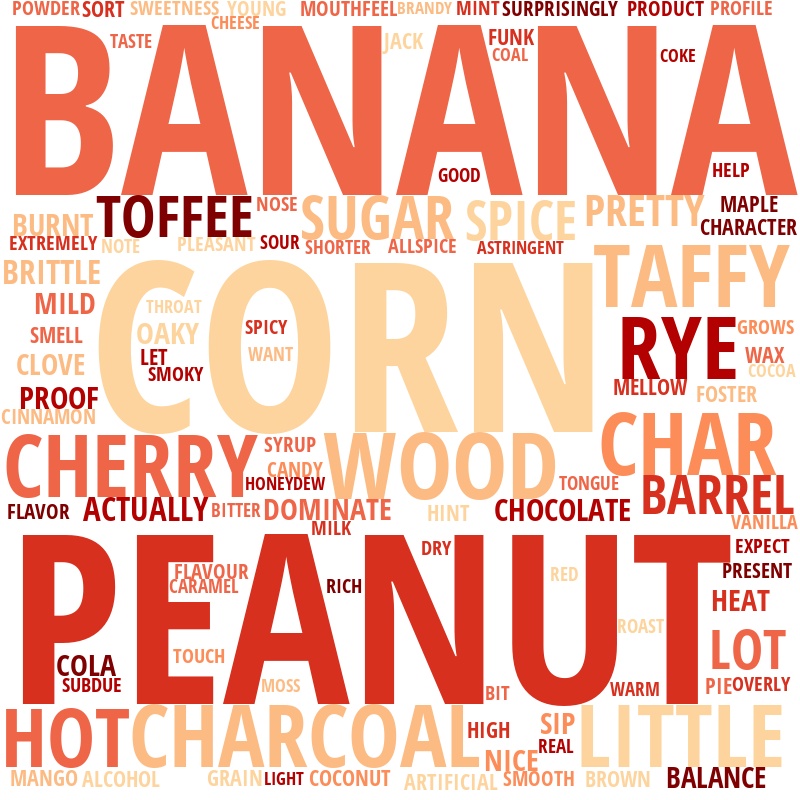 POWDER SORT SWEETNESS YOUNG MOUTHFEEL BRANDY MINT SURPRISINGLY PRODUCT PROFILE
CHEESE
TASTE JACK FUNK
COAL COKE
BANANA
GOOD HELP
TOFFEE NOSE SUGAR SPICE PRETTY MAPLE
BURNT CHARACTER
EXTREMELY NOTE PLEASANT SOUR SHORTER ALLSPICE ASTRINGENT
BRITTLE TAFFY
CORN
MILD THROAT
SMELL OAKY SPICY RYE GROWS
CLOVE LET WANT WAX
SMOKY COCOA
PROOF MELLOW FOSTER
CINNAMON
CHERRY SYRUP WOOD CHAR
CANDY
HONEYDEW TONGUE BARREL
FLAVOR ACTUALLY BITTER DOMINATE HINT CHOCOLATE
MILK VANILLA
PEANUT
DRY EXPECT
FLAVOUR RED PRESENT
CARAMEL RICH HEAT
ROAST
TOUCH LOT
COLA
SUBDUE MOSS BIT WARM PIE OVERLY
HOT CHARCOAL HIGH SIP LITTLE
REAL
NICE
MANGO ALCOHOL GRAIN LIGHT COCONUT ARTIFICIAL SMOOTH BROWN BALANCE